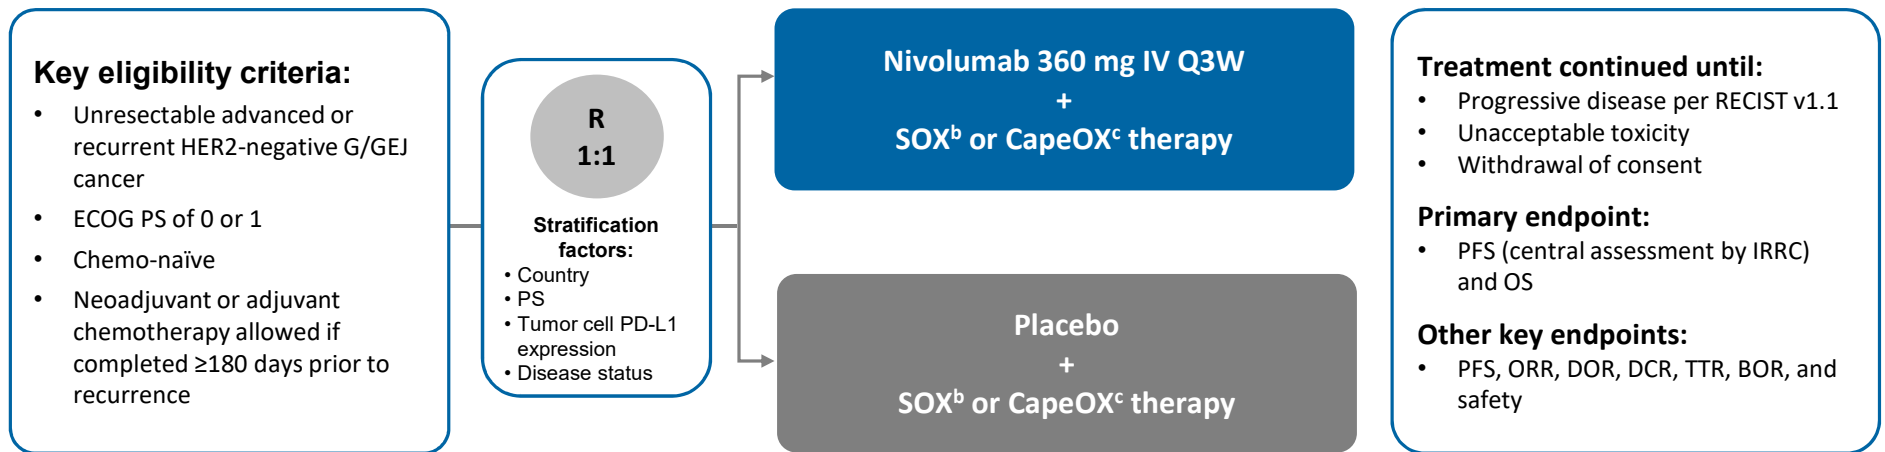 Key eligibility criteria:
• Unresectable advanced or
recurrent HER2-negative G/GEJ
cancer
• ECOG PS of 0 or 1
• Chemo-naïve
• Neoadjuvant or adjuvant
chemotherapy allowed if
completed ≥180 days prior to
recurrence
R
1:1
Stratification
factors:
• Country
• PS
• Tumor cell PD-L1
expression
• Disease status
Nivolumab 360 mg IV Q3W
+
SOXᵇ or CapeOXᶜ therapy
Placebo
+
SOXᵇ or CapeOXᶜ therapy
Treatment continued until:
• Progressive disease per RECIST v1.1
• Unacceptable toxicity
• Withdrawal of consent
Primary endpoint:
• PFS (central assessment by IRRC)
and OS
Other key endpoints:
• PFS, ORR, DOR, DCR, TTR, BOR, and
safety